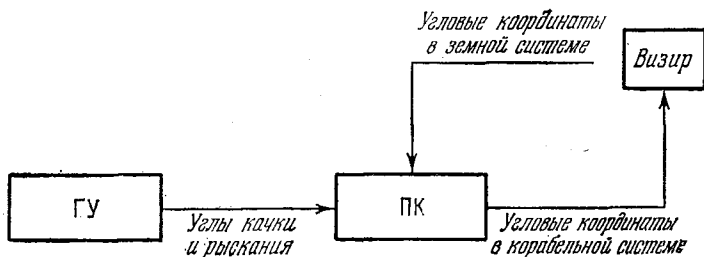 Угловые координаты
в земной системе
Визир
ГУ
Углы качки
и рыскания
ПК
Угловые координаты
в корабельной системе